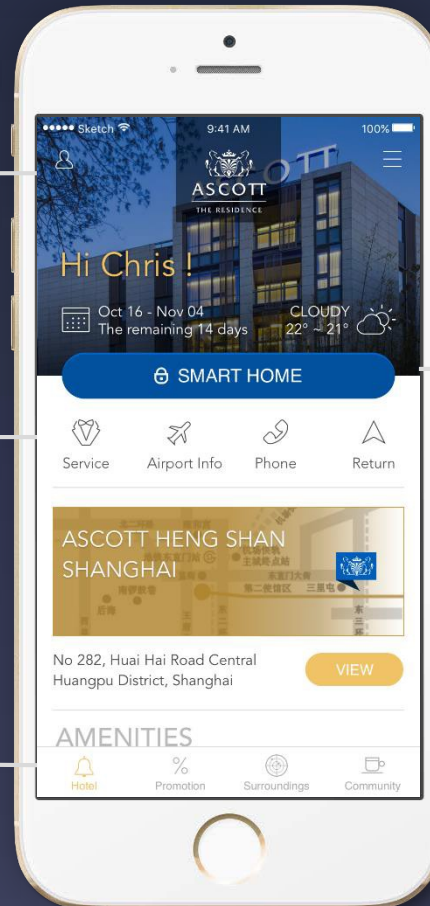 Sketch
9:41 AM
100%
ASCOTT
THE RESIDENCE
Hi Chris !
Oct 16 - Nov 04
The remaining 14 days
CLOUDY
22° ~ 21°
SMART HOME
Service
Airport Info
Phone
Return
ASCOTT HENG SHAN
SHANGHAI
No 282, Huai Hai Road Central
Huangpu District, Shanghai
VIEW
AMENITIES
Hotel
Promotion
Surroundings
Community